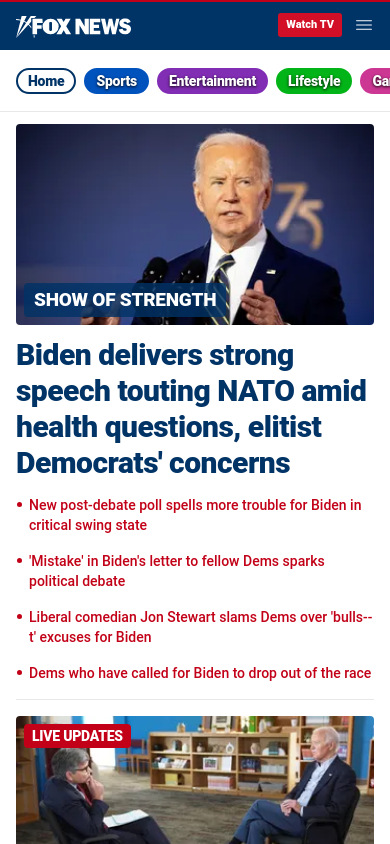 FOX NEWS
Watch TV
Home
Sports
Entertainment
Lifestyle
Ga
75
SHOW OF STRENGTH
Biden delivers strong
speech touting NATO amid
health questions, elitist
Democrats' concerns
• New post-debate poll spells more trouble for Biden in
critical swing state
• 'Mistake' in Biden's letter to fellow Dems sparks
political debate
• Liberal comedian Jon Stewart slams Dems over 'bulls--
t' excuses for Biden
• Dems who have called for Biden to drop out of the race
LIVE UPDATES